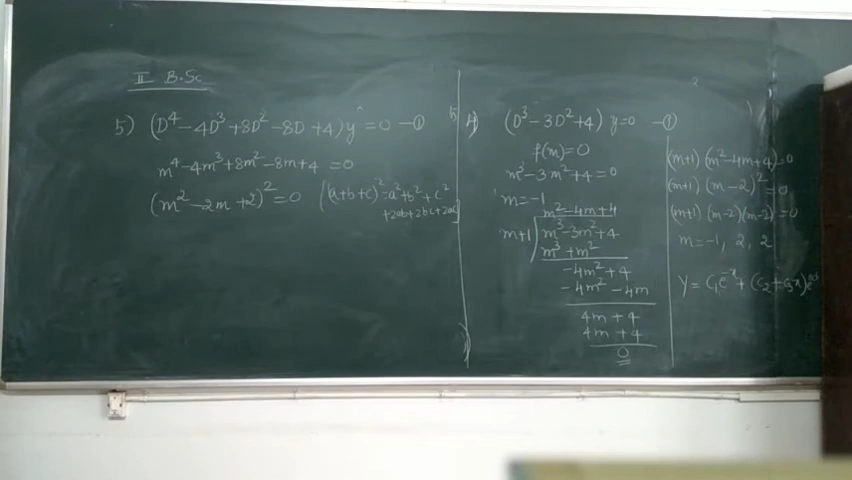 II B.Sc
5) (D⁴ - 4D³ + 8D² - 8D + 4) y = 0 — ①
m⁴ - 4m³ + 8m² - 8m + 4 = 0
(m² - 2m + 2)² = 0 [(a+b+c)² = a² + b² + c²
+ 2ab + 2bc + 2ac]
4) (D³ - 3D² + 4) y = 0 — ①
f(m) = 0
m³ - 3m² + 4 = 0
m = -1
m² - 4m + 4
m+1 ) m³ - 3m² + 4
m³ + m²
-4m² + 4
-4m² - 4m
4m + 4
4m + 4
0
(m+1) (m² - 4m + 4) = 0
(m+1) (m - 2)² = 0
(m+1) (m-2) (m-2) = 0
m = -1, 2, 2
y = C₁e⁻ˣ + (C₂ + C₃x)